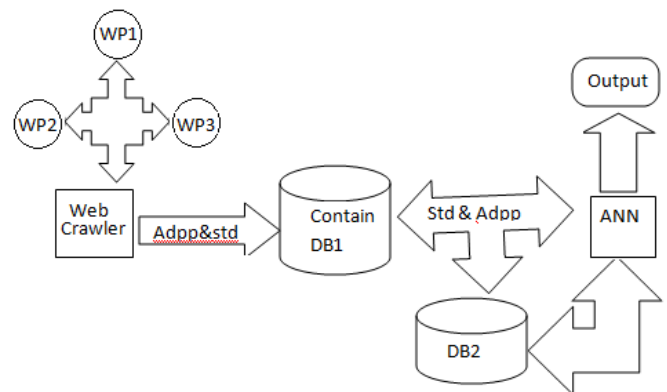 WP1
WP2
WP3
Output
Web
Crawler
Adpp&std
Contain
DB1
Std & Adpp
ANN
DB2